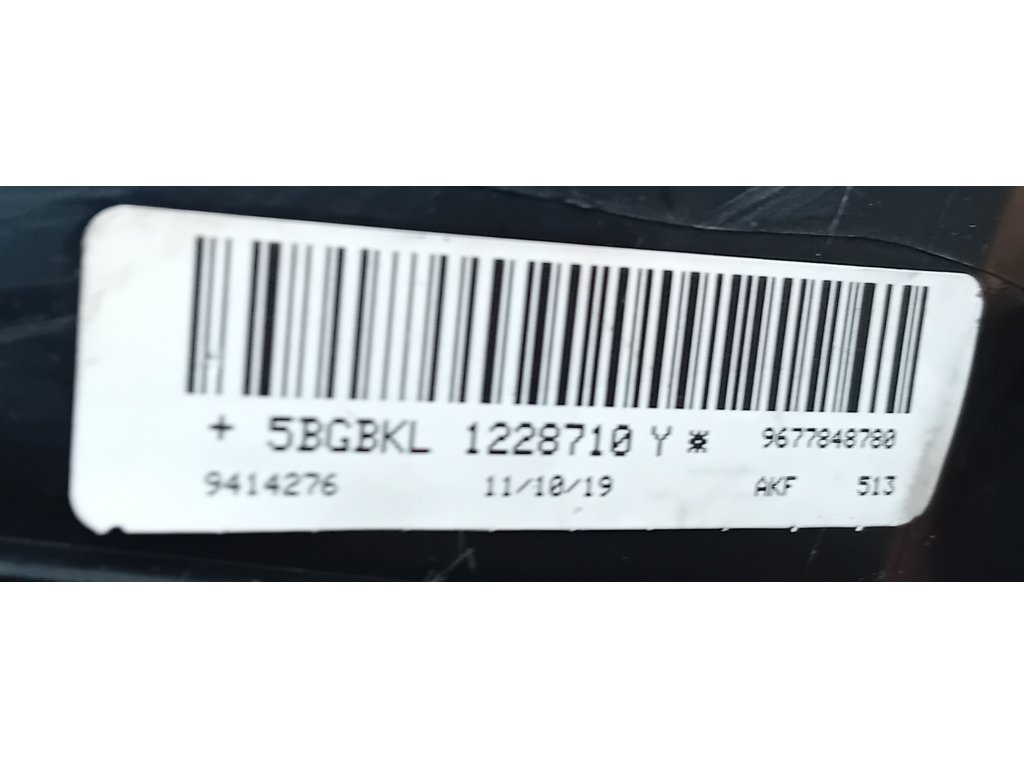 + 5BGBKL 1228710 Y ⋇ 9677848780
9414276 11/10/19 AKF 513